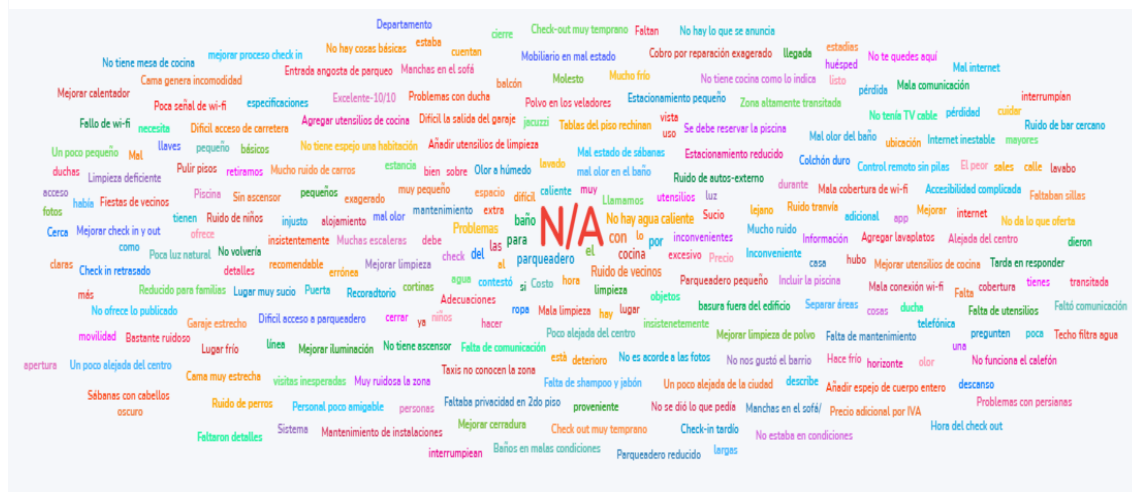 Departamento
cierre
Check-out muy temprano
Faltan
No hay lo que se anuncia
No hay cosas básicas
estaba
cuentan
estadías
mejorar proceso check in
Mobiliario en mal estado
Cobro por reparación exagerado
llegada
No te quedes aquí
No tiene mesa de cocina
Entrada angosta de parqueo
Manchas en el sofá
huésped
Mal internet
Cama genera incomodidad
balcón
Molesto
Mucho frío
No tiene cocina como lo indica
listo
pérdida
Mala comunicación
Mejorar calentador
Excelente-10/10
Problemas con ducha
interrumpían
Poca señal de wi-fi
especificaciones
Polvo en los veladores
Estacionamiento pequeño
Zona altamente transitada
No tenía TV cable
pérdidad
cuidar
Fallo de wi-fi
necesita
Difícil acceso de carretera
Agregar utensilios de cocina
Difícil la salida del garaje
jacuzzi
Tablas del piso rechinan
vista
uso
Se debe reservar la piscina
Ruido de bar cercano
Mal olor del baño
ubicación
Internet inestable
mayores
Un poco pequeño
Mal
llaves
pequeño
básicos
No tiene espejo una habitación
Añadir utensilios de limpieza
Mal estado de sábanas
Estacionamiento reducido
duchas
Limpieza deficiente
Pulir pisos
retiramos
Mucho ruido de carros
estancia
bien
sobre
Olor a húmedo
lavado
mal olor en el baño
Colchón duro
Control remoto sin pilas
El peor
sales
calle
lavabo
Ruido de autos-externo
acceso
había
Fiestas de vecinos
Piscina
Sin ascensor
pequeños
exagerado
muy pequeño
espacio
difícil
caliente
muy
Llamamos
utensilios
luz
durante
Mala cobertura de wi-fi
Accesibilidad complicada
Faltaban sillas
fotos
tienen
Ruido de niños
injusto
alojamiento
mal olor
mantenimiento
extra
baño
N/A
No hay agua caliente
Sucio
lejano
Ruido tranvía
adicional
app
Mejorar
internet
No da lo que oferta
Cerca
Mejorar check in y out
ofrece
insistentemente
Muchas escaleras
debe
Problemas
las
para
con
lo
por
inconvenientes
Mucho ruido
Información
Agregar lavaplatos
Alejada del centro
dieron
como
Poca luz natural
No volvería
check
del
parqueadero
el
cocina
excesivo
Precio
Inconveniente
casa
hubo
Mejorar utensilios de cocina
Tarda en responder
claras
Check in retrasado
detalles
recomendable
errónea
Mejorar limpieza
al
agua
contestó
si
Costo
hora
Ruido de vecinos
Parqueadero pequeño
Incluir la piscina
Mala conexión wi-fi
Falta
cobertura
tienes
transitada
más
Reducido para familias
Lugar muy sucio
Puerta
Recoradtorio
cortinas
limpieza
objetos
basura fuera del edificio
Separar áreas
cosas
ducha
Falta de utensilios
Faltó comunicación
No ofrece lo publicado
Adecuaciones
ropa
Mala limpieza
hay
lugar
Garaje estrecho
Difícil acceso a parqueadero
cerrar
ya
niños
hacer
insistenetemente
telefónica
pregunten
poca
Techo filtra agua
movilidad
Bastante ruidoso
Poco alejada del centro
Mejorar limpieza de polvo
Falta de mantenimiento
una
Lugar frío
línea
Mejorar iluminación
No tiene ascensor
Falta de comunicación
está
deterioro
No es acorde a las fotos
No nos gustó el barrio
Hace frío
horizonte
olor
No funciona el calefón
apertura
Un poco alejada del centro
Taxis no conocen la zona
Cama muy estrecha
visitas inesperadas
Muy ruidosa la zona
Falta de shampoo y jabón
Un poco alejada de la ciudad
describe
Añadir espejo de cuerpo entero
descanso
Sábanas con cabellos
oscuro
Ruido de perros
Personal poco amigable
personas
Faltaba privacidad en 2do piso
proveniente
No se dió lo que pedía
Manchas en el sofá/
Precio adicional por IVA
Problemas con persianas
Faltaron detalles
Sistema
Mantenimiento de instalaciones
Mejorar cerradura
Check out muy temprano
Check-in tardío
No estaba en condiciones
Hora del check out
interrumpiean
Baños en malas condiciones
Parqueadero reducido
largas